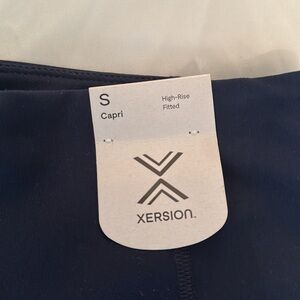 S
High-Rise
Capri
Fitted
XERSION.